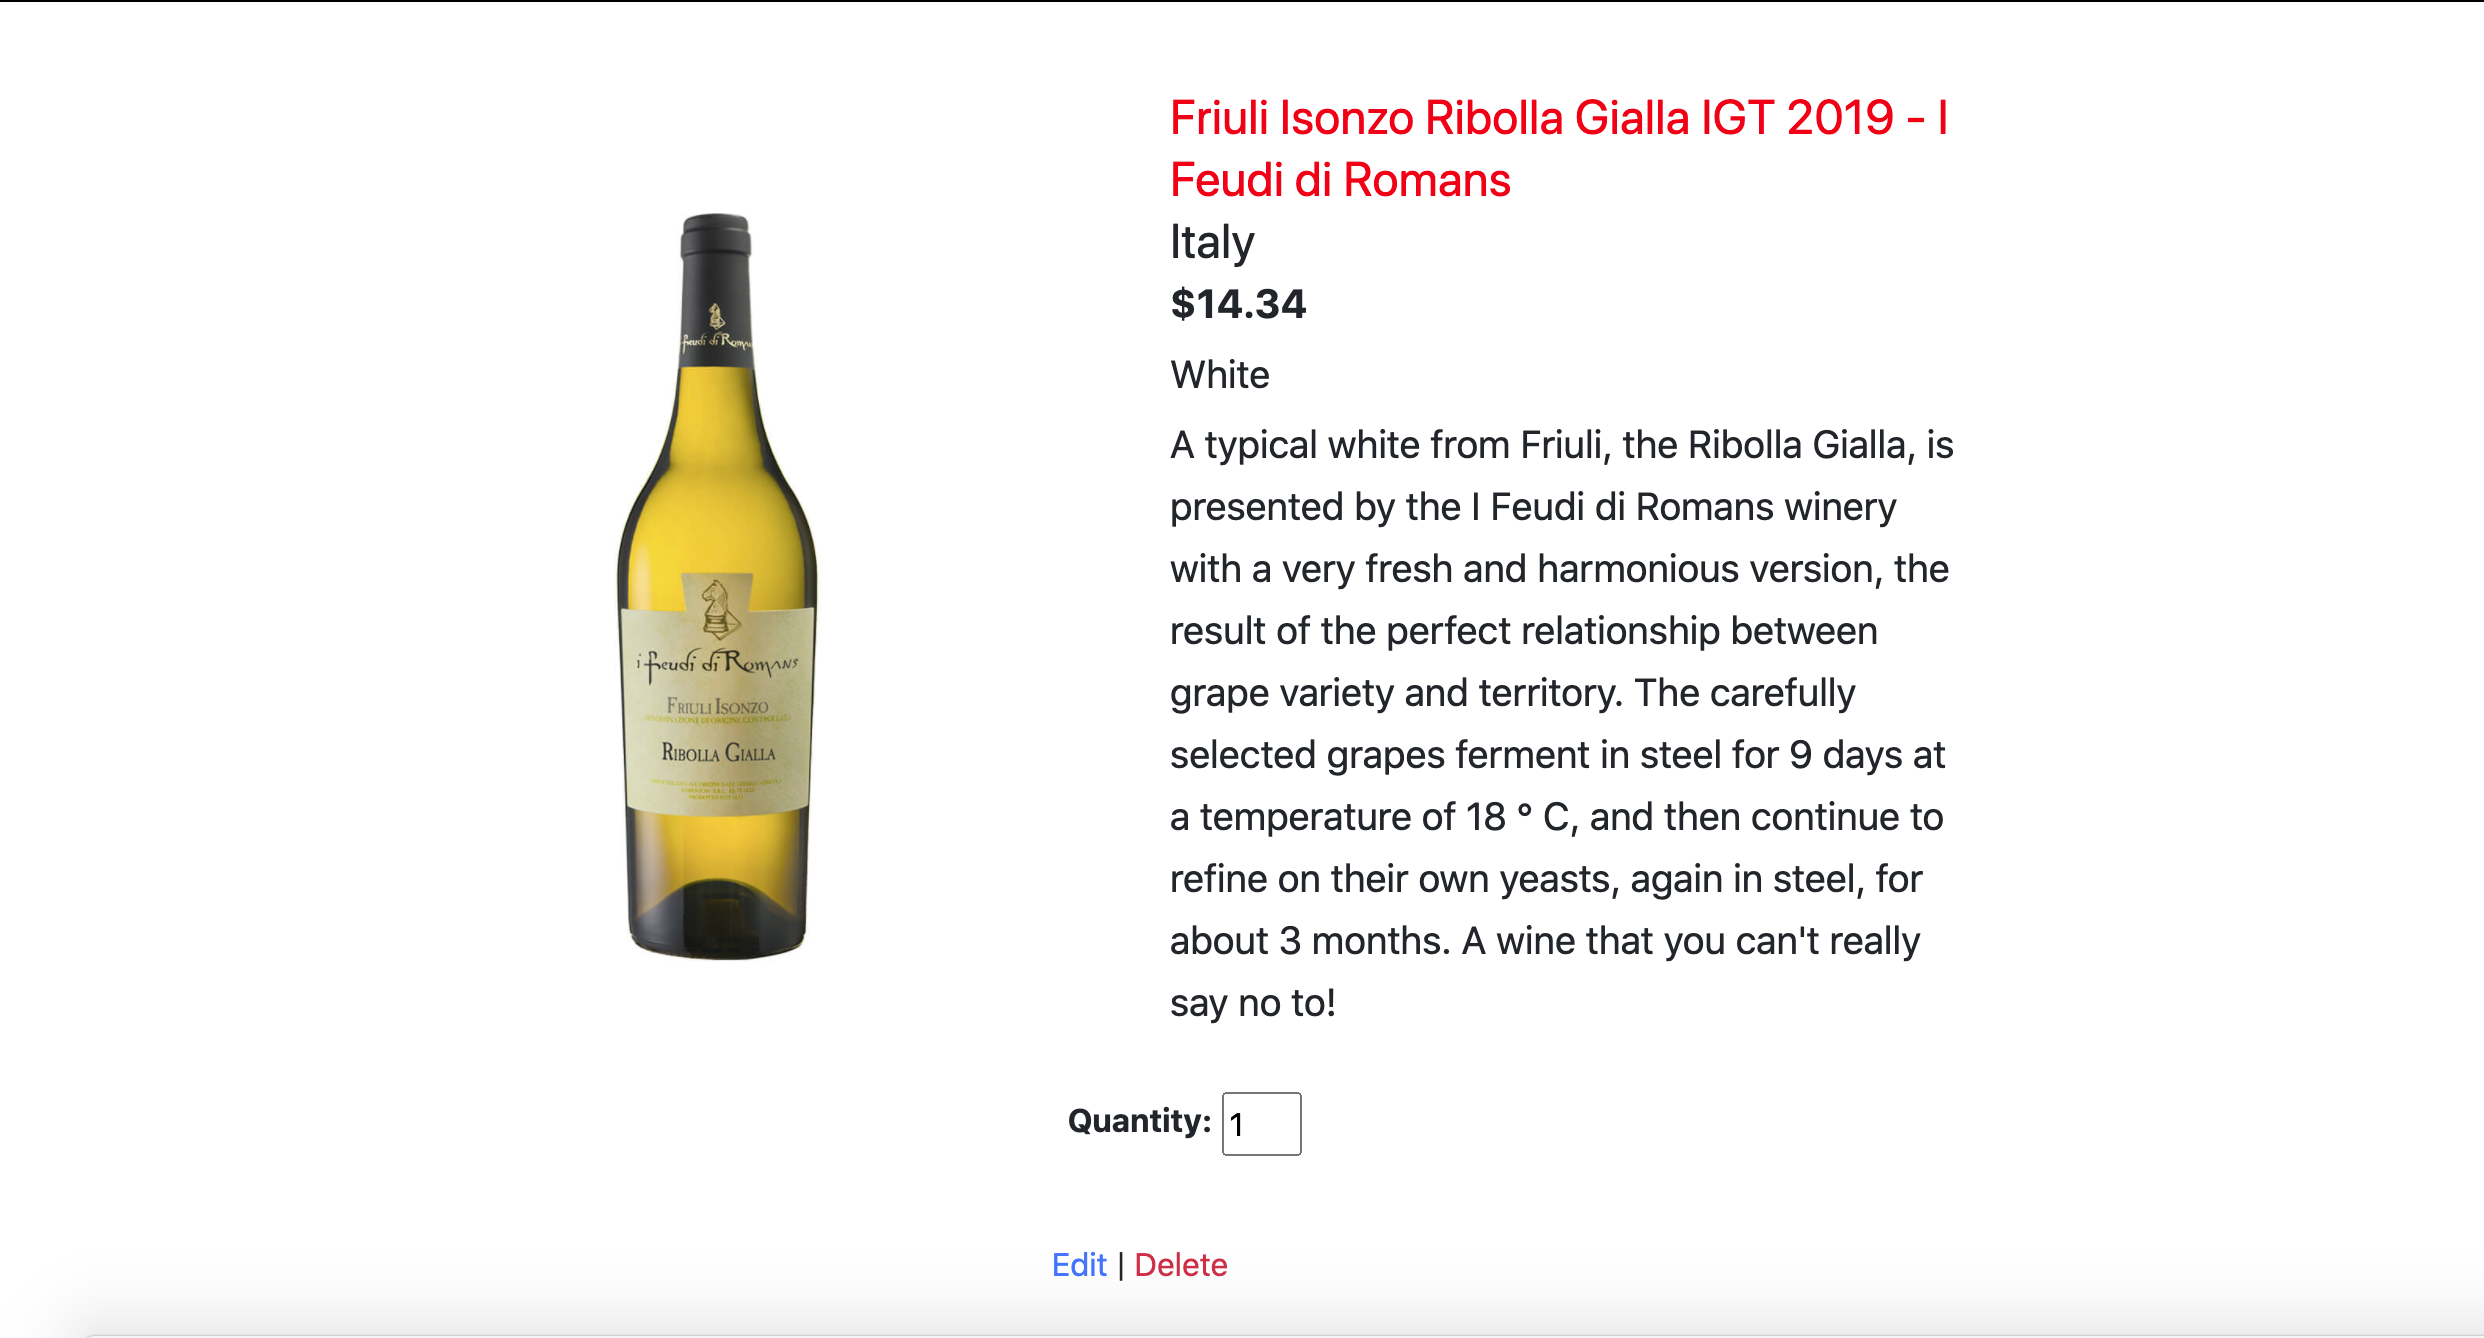 Friuli Isonzo Ribolla Gialla IGT 2019 - I
Feudi di Romans
Italy
$14.34
White
A typical white from Friuli, the Ribolla Gialla, is
presented by the I Feudi di Romans winery
with a very fresh and harmonious version, the
result of the perfect relationship between
grape variety and territory. The carefully
selected grapes ferment in steel for 9 days at
a temperature of 18 ° C, and then continue to
refine on their own yeasts, again in steel, for
about 3 months. A wine that you can't really
say no to!
feudi di Romans
i feudi di Romans
FRIULI ISONZO
DENOMINAZIONE DI ORIGINE CONTROLLATA
RIBOLLA GIALLA
Quantity: 1
Edit | Delete